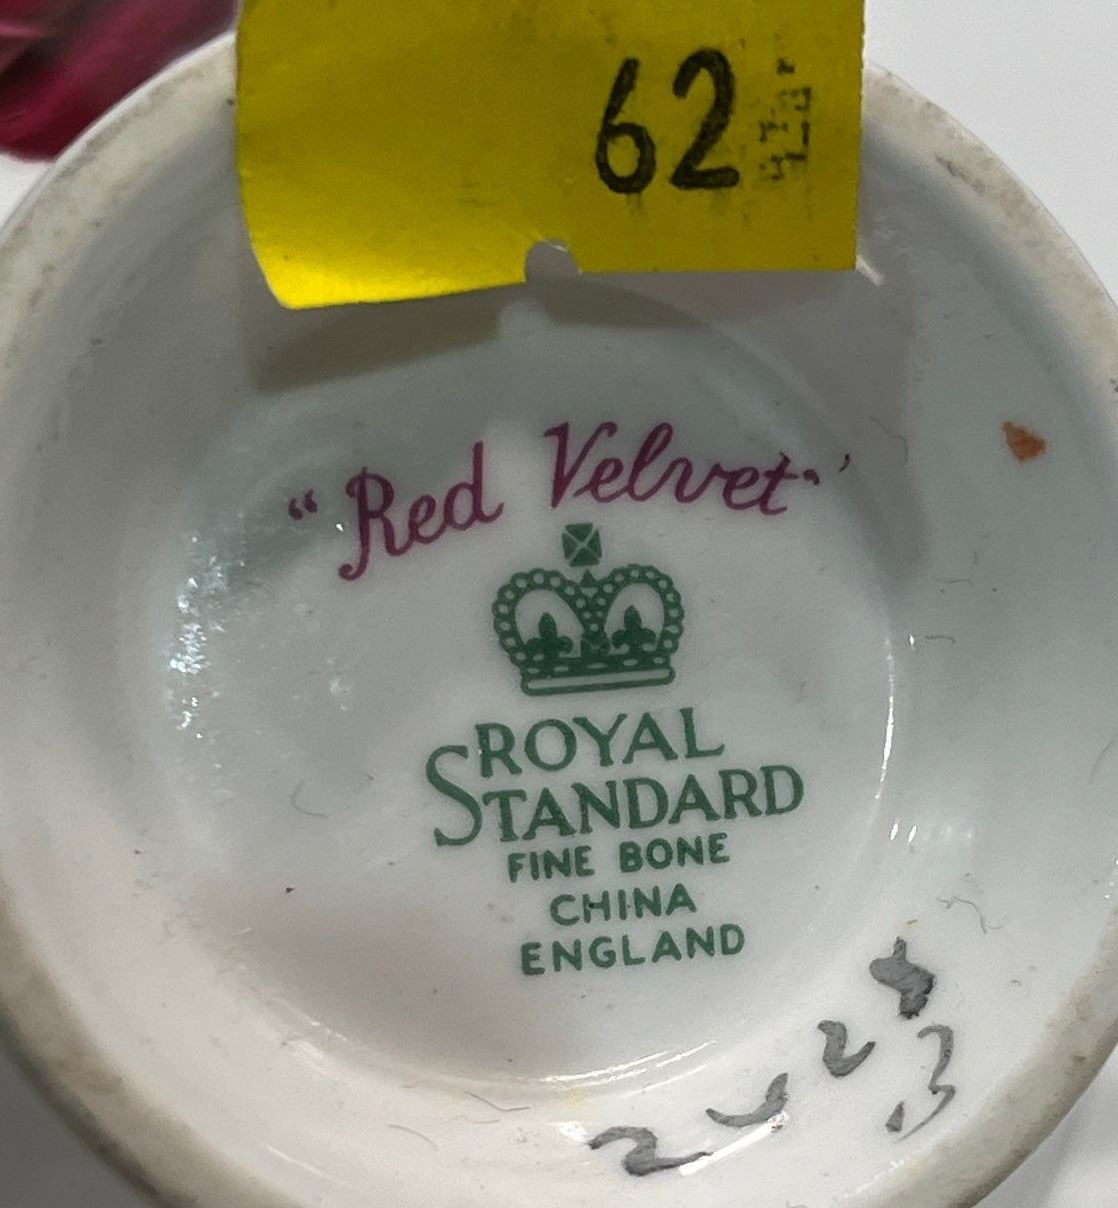 62
"Red Velvet"
ROYAL
STANDARD
FINE BONE
CHINA
ENGLAND